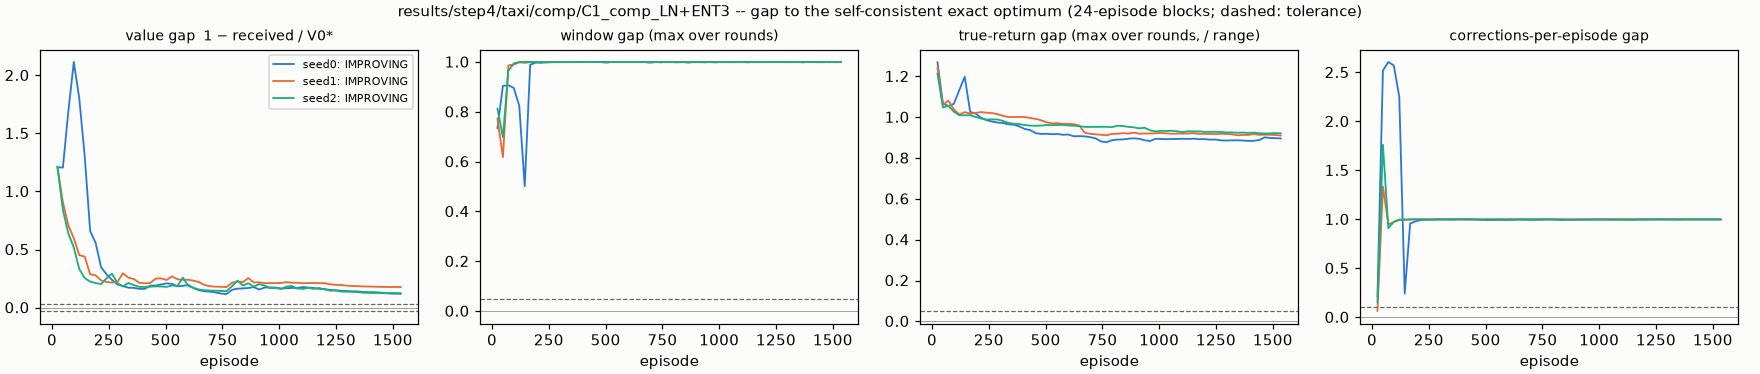 results/step4/taxi/comp/C1_comp_LN+ENT3 -- gap to the self-consistent exact optimum (24-episode blocks; dashed: tolerance)
value gap 1 − received / V0*
2.0
1.5
1.0
0.5
0.0
seed0: IMPROVING
seed1: IMPROVING
seed2: IMPROVING
0 250 500 750 1000 1250 1500
episode
window gap (max over rounds)
1.0
0.8
0.6
0.4
0.2
0.0
0 250 500 750 1000 1250 1500
episode
true-return gap (max over rounds, / range)
1.2
1.0
0.8
0.6
0.4
0.2
0.0
0 250 500 750 1000 1250 1500
episode
corrections-per-episode gap
2.5
2.0
1.5
1.0
0.5
0.0
0 250 500 750 1000 1250 1500
episode